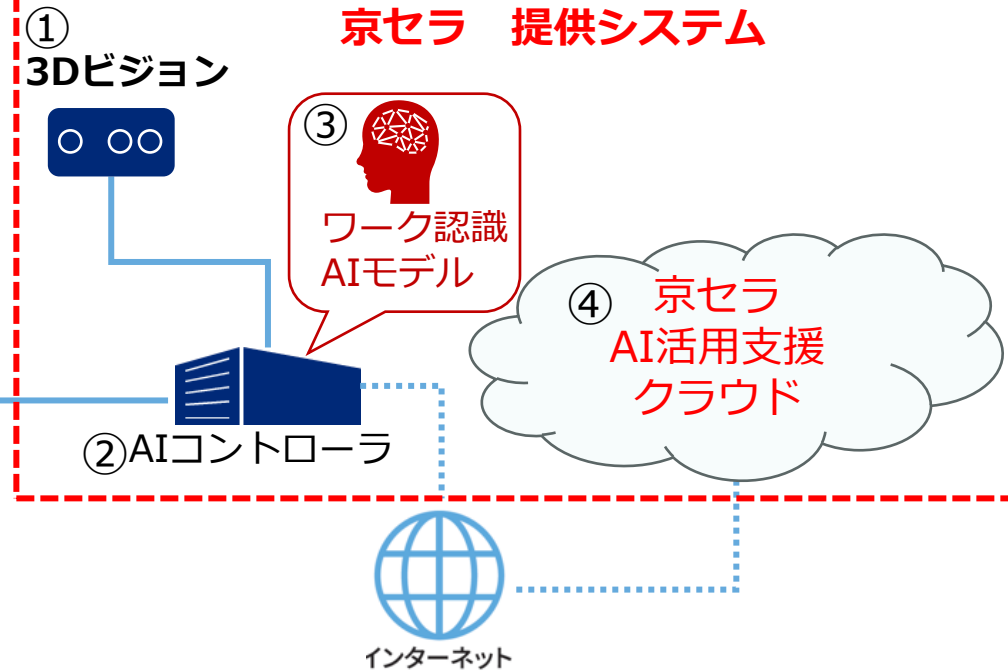 京セラ　提供システム
①
3Dビジョン
③
ワーク認識
AIモデル
④
京セラ
AI活用支援
クラウド
②AIコントローラ
インターネット